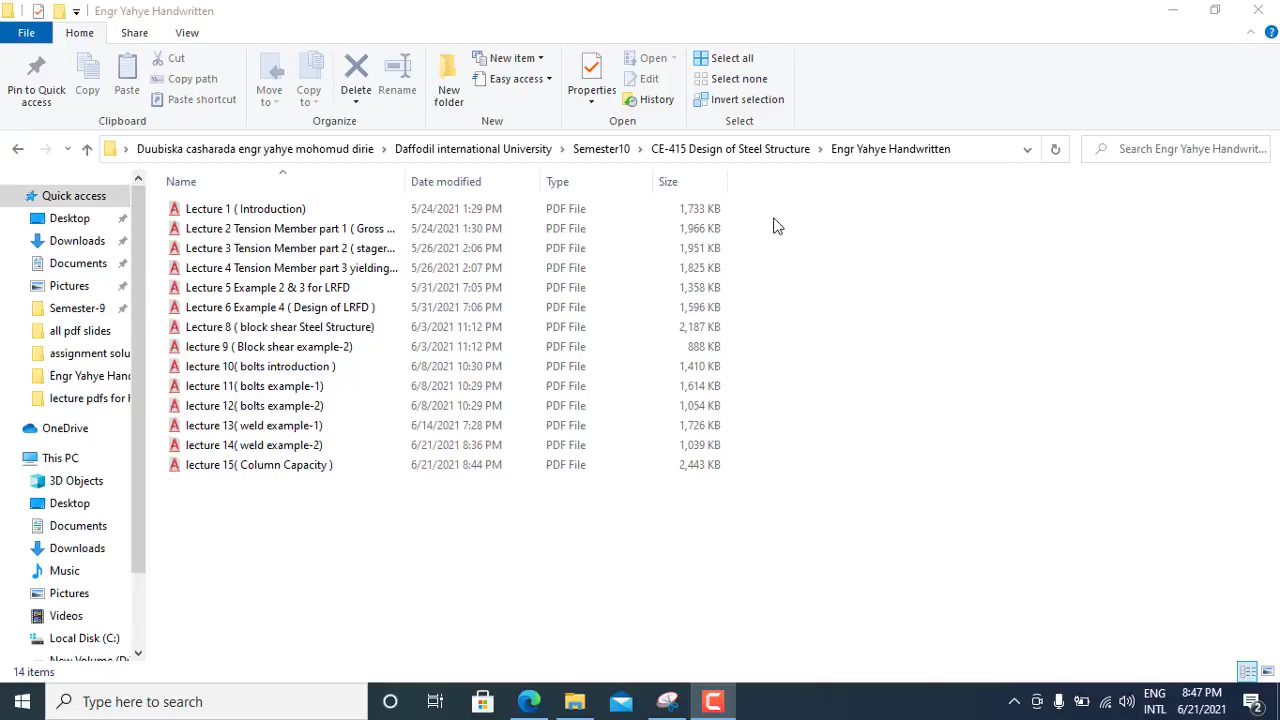 Engr Yahye Handwritten
File Home Share View
Pin to Quick access
Copy
Paste
Cut
Copy path
Paste shortcut
Clipboard
Move to
Copy to
Delete
Rename
Organize
New folder
New item
Easy access
New
Properties
Open
Edit
History
Open
Select all
Select none
Invert selection
Select
Duubiska casharada engr yahye mohomud dirie > Daffodil international University > Semester10 > CE-415 Design of Steel Structure > Engr Yahye Handwritten
Search Engr Yahye Handwrit...
Quick access
Desktop
Downloads
Documents
Pictures
Semester-9
all pdf slides
assignment solu
Engr Yahye Hand
lecture pdfs for
OneDrive
This PC
3D Objects
Desktop
Documents
Downloads
Music
Pictures
Videos
Local Disk (C:)
New Volume (D:
Name Date modified Type Size
Lecture 1 ( Introduction) 5/24/2021 1:29 PM PDF File 1,733 KB
Lecture 2 Tension Member part 1 ( Gross ... 5/24/2021 1:30 PM PDF File 1,966 KB
Lecture 3 Tension Member part 2 ( stager... 5/26/2021 2:06 PM PDF File 1,951 KB
Lecture 4 Tension Member part 3 yielding... 5/26/2021 2:07 PM PDF File 1,825 KB
Lecture 5 Example 2 & 3 for LRFD 5/31/2021 7:05 PM PDF File 1,358 KB
Lecture 6 Example 4 ( Design of LRFD ) 5/31/2021 7:06 PM PDF File 1,596 KB
Lecture 8 ( block shear Steel Structure) 6/3/2021 11:12 PM PDF File 2,187 KB
lecture 9 ( Block shear example-2) 6/3/2021 11:12 PM PDF File 888 KB
lecture 10( bolts introduction ) 6/8/2021 10:30 PM PDF File 1,410 KB
lecture 11( bolts example-1) 6/8/2021 10:29 PM PDF File 1,614 KB
lecture 12( bolts example-2) 6/8/2021 10:29 PM PDF File 1,054 KB
lecture 13( weld example-1) 6/14/2021 7:28 PM PDF File 1,726 KB
lecture 14( weld example-2) 6/21/2021 8:36 PM PDF File 1,039 KB
lecture 15( Column Capacity ) 6/21/2021 8:44 PM PDF File 2,443 KB
14 items
Type here to search
ENG
INTL
8:47 PM
6/21/2021
2